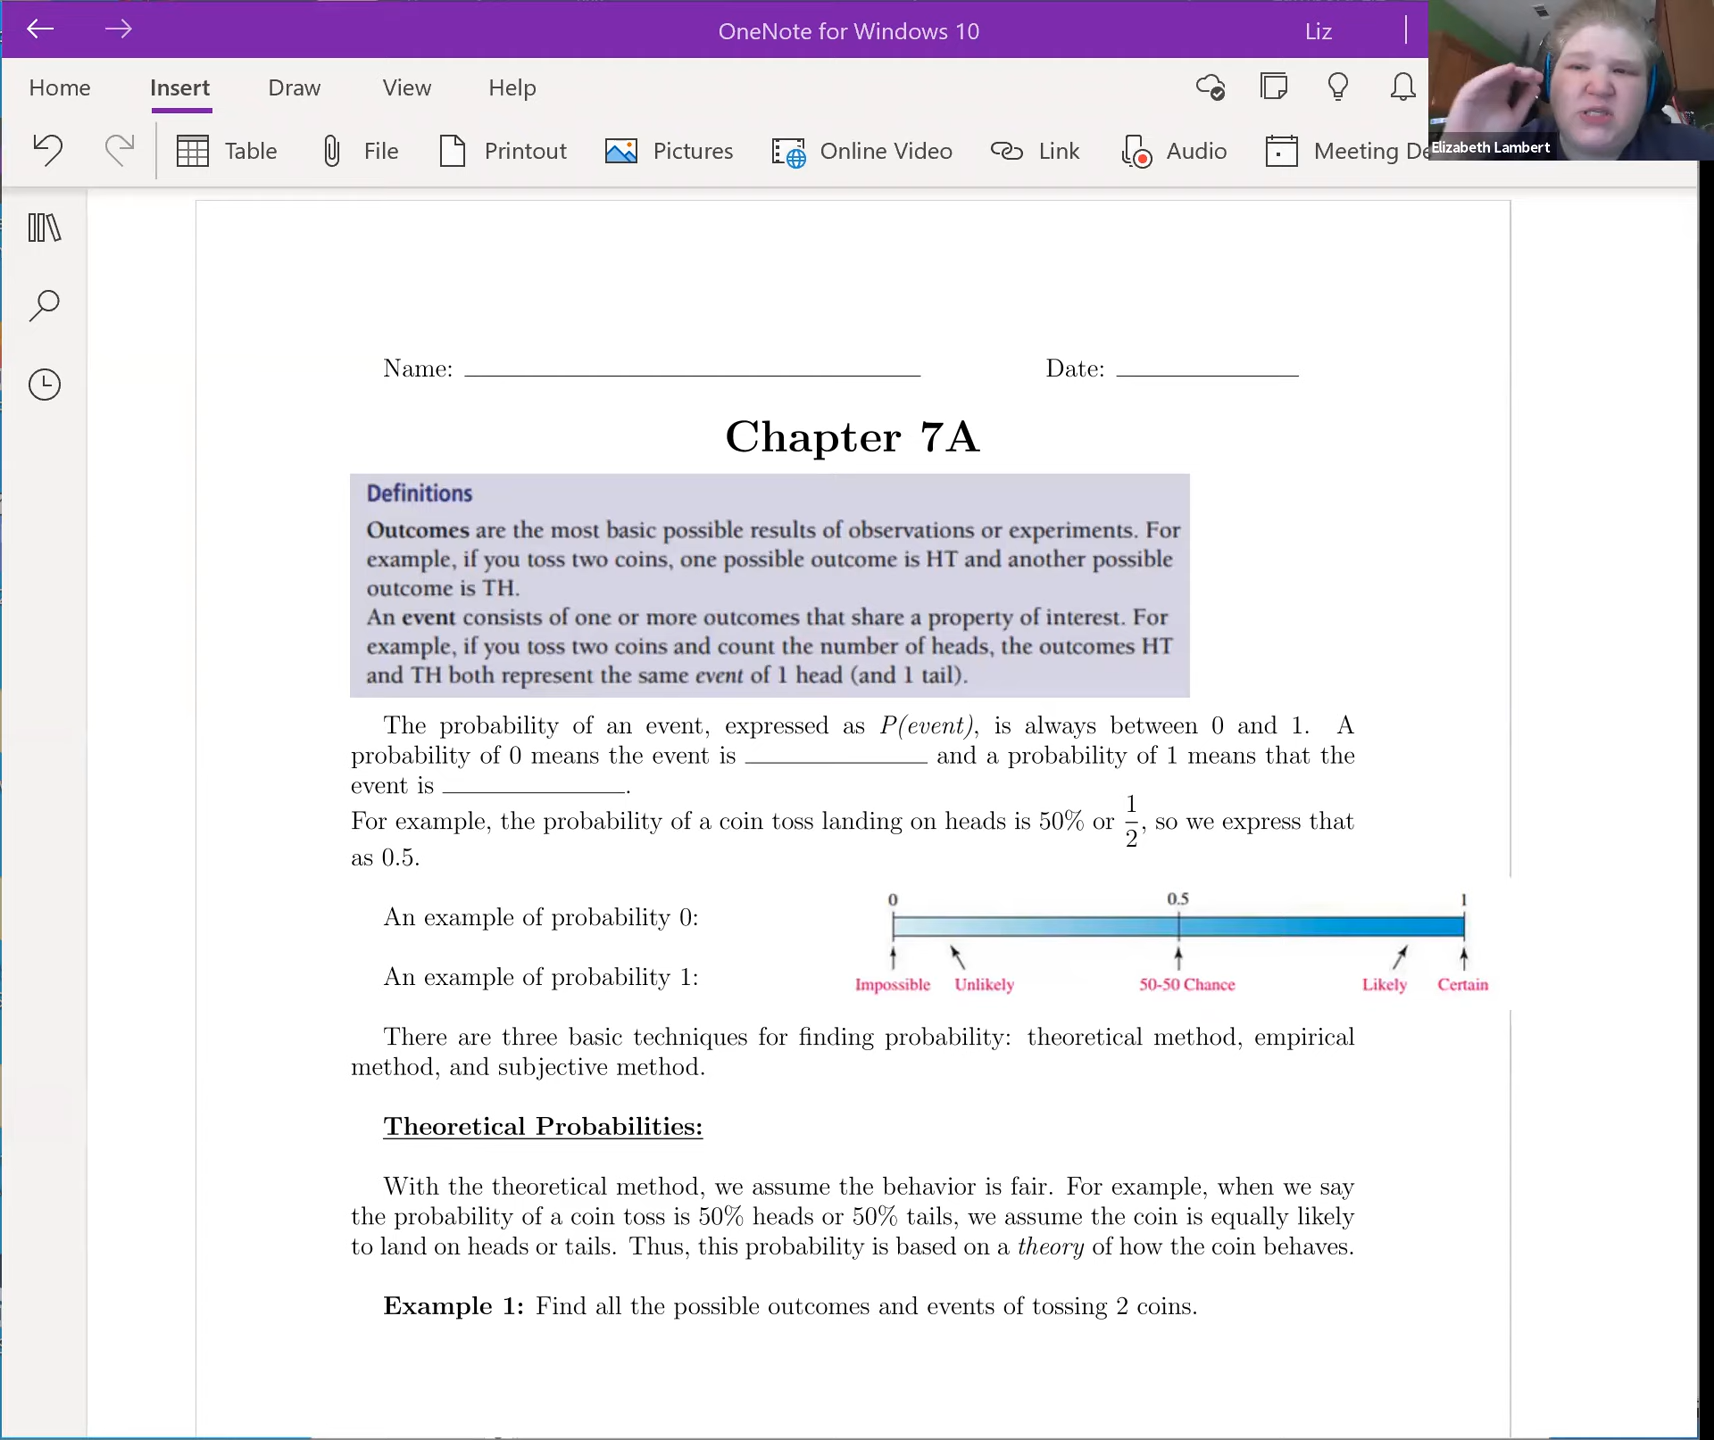 OneNote for Windows 10
Liz
Home Insert Draw View Help
Table File Printout Pictures Online Video Link Audio Meeting De
Elizabeth Lambert
Name: Date:
Chapter 7A
Definitions
Outcomes are the most basic possible results of observations or experiments. For
example, if you toss two coins, one possible outcome is HT and another possible
outcome is TH.
An event consists of one or more outcomes that share a property of interest. For
example, if you toss two coins and count the number of heads, the outcomes HT
and TH both represent the same event of 1 head (and 1 tail).
The probability of an event, expressed as P(event), is always between 0 and 1. A
probability of 0 means the event is ____________ and a probability of 1 means that the
event is ____________.
For example, the probability of a coin toss landing on heads is 50% or 1/2, so we express that
as 0.5.
An example of probability 0:
An example of probability 1:
0 0.5 1
Impossible Unlikely 50-50 Chance Likely Certain
There are three basic techniques for finding probability: theoretical method, empirical
method, and subjective method.
Theoretical Probabilities:
With the theoretical method, we assume the behavior is fair. For example, when we say
the probability of a coin toss is 50% heads or 50% tails, we assume the coin is equally likely
to land on heads or tails. Thus, this probability is based on a theory of how the coin behaves.
Example 1: Find all the possible outcomes and events of tossing 2 coins.